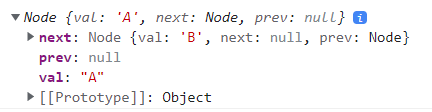 Node {val: 'A', next: Node, prev: null} i
next: Node {val: 'B', next: null, prev: Node}
prev: null
val: "A"
[[Prototype]]: Object